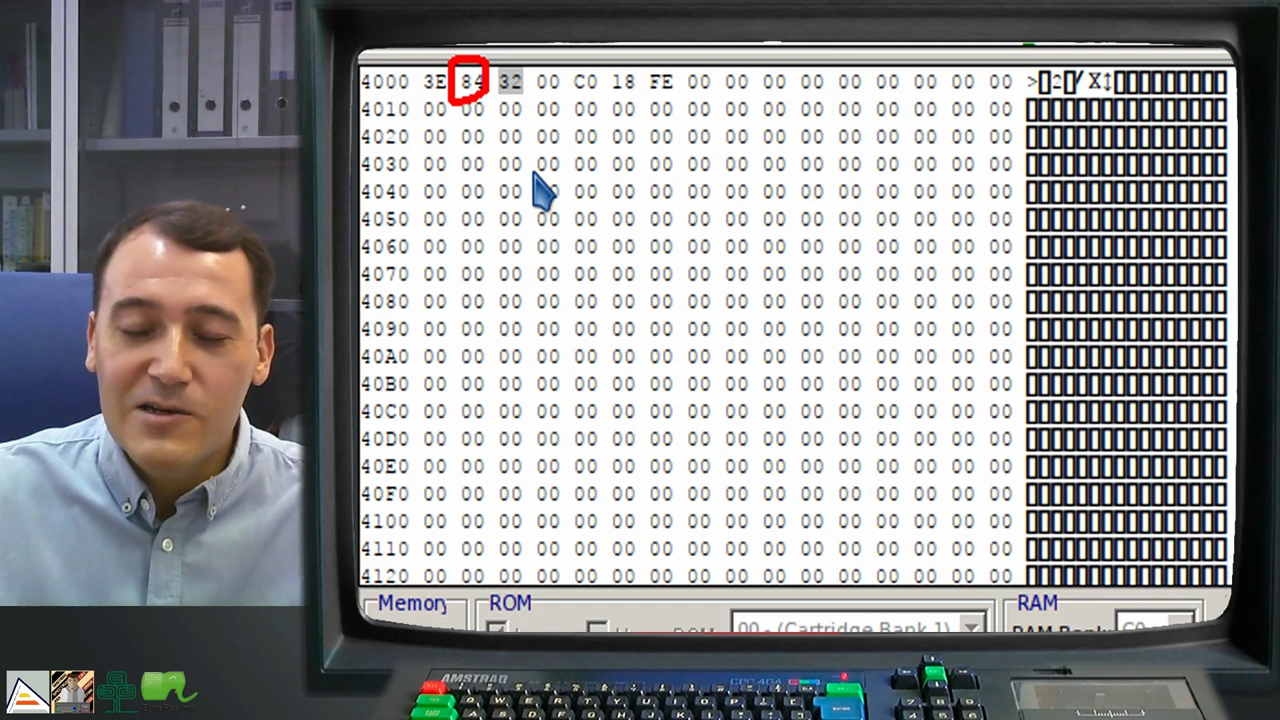 4000 3E 84 32 00 C0 18 FE 00 00 00 00 00 00 00 00 00
4010 00 00 00 00 00 00 00 00 00 00 00 00 00 00 00 00
4020 00 00 00 00 00 00 00 00 00 00 00 00 00 00 00 00
4030 00 00 00 00 00 00 00 00 00 00 00 00 00 00 00 00
4040 00 00 00 00 00 00 00 00 00 00 00 00 00 00 00 00
4050 00 00 00 00 00 00 00 00 00 00 00 00 00 00 00 00
4060 00 00 00 00 00 00 00 00 00 00 00 00 00 00 00 00
4070 00 00 00 00 00 00 00 00 00 00 00 00 00 00 00 00
4080 00 00 00 00 00 00 00 00 00 00 00 00 00 00 00 00
4090 00 00 00 00 00 00 00 00 00 00 00 00 00 00 00 00
40A0 00 00 00 00 00 00 00 00 00 00 00 00 00 00 00 00
40B0 00 00 00 00 00 00 00 00 00 00 00 00 00 00 00 00
40C0 00 00 00 00 00 00 00 00 00 00 00 00 00 00 00 00
40D0 00 00 00 00 00 00 00 00 00 00 00 00 00 00 00 00
40E0 00 00 00 00 00 00 00 00 00 00 00 00 00 00 00 00
40F0 00 00 00 00 00 00 00 00 00 00 00 00 00 00 00 00
4100 00 00 00 00 00 00 00 00 00 00 00 00 00 00 00 00
4110 00 00 00 00 00 00 00 00 00 00 00 00 00 00 00 00
4120 00 00 00 00 00 00 00 00 00 00 00 00 00 00 00 00
Memory ROM RAM
00 - (Cartridge Bank 1)
AMSTRAD